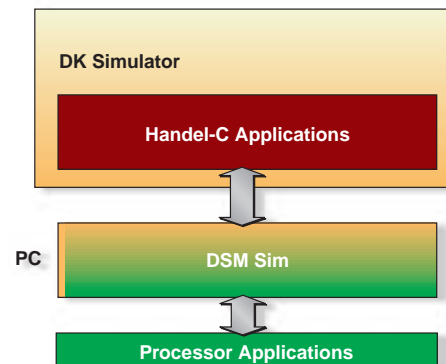 DK Simulator
Handel-C Applications
PC
DSM Sim
Processor Applications